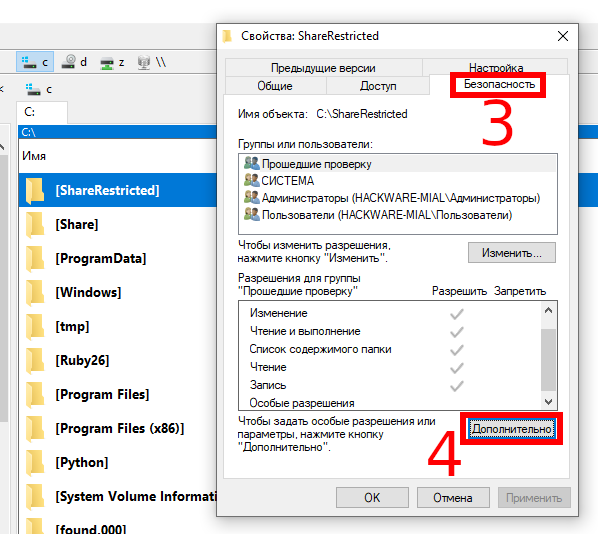 Свойства: ShareRestricted
c d z \\
c
Предыдущие версии Настройка
Общие Доступ Безопасность
3
C:
C:\
Имя
Имя объекта: C:\ShareRestricted
Группы или пользователи:
Прошедшие проверку
СИСТЕМА
Администраторы (HACKWARE-MIAL\Администраторы)
Пользователи (HACKWARE-MIAL\Пользователи)
Чтобы изменить разрешения,
нажмите кнопку "Изменить".
Изменить...
Разрешения для группы
"Прошедшие проверку"
Разрешить Запретить
Изменение
Чтение и выполнение
Список содержимого папки
Чтение
Запись
Особые разрешения
Чтобы задать особые разрешения или
параметры, нажмите кнопку
"Дополнительно".
4
Дополнительно
OK Отмена Применить
[ShareRestricted]
[Share]
[ProgramData]
[Windows]
[tmp]
[Ruby26]
[Program Files]
[Program Files (x86)]
[Python]
[System Volume Informati
[found.000]